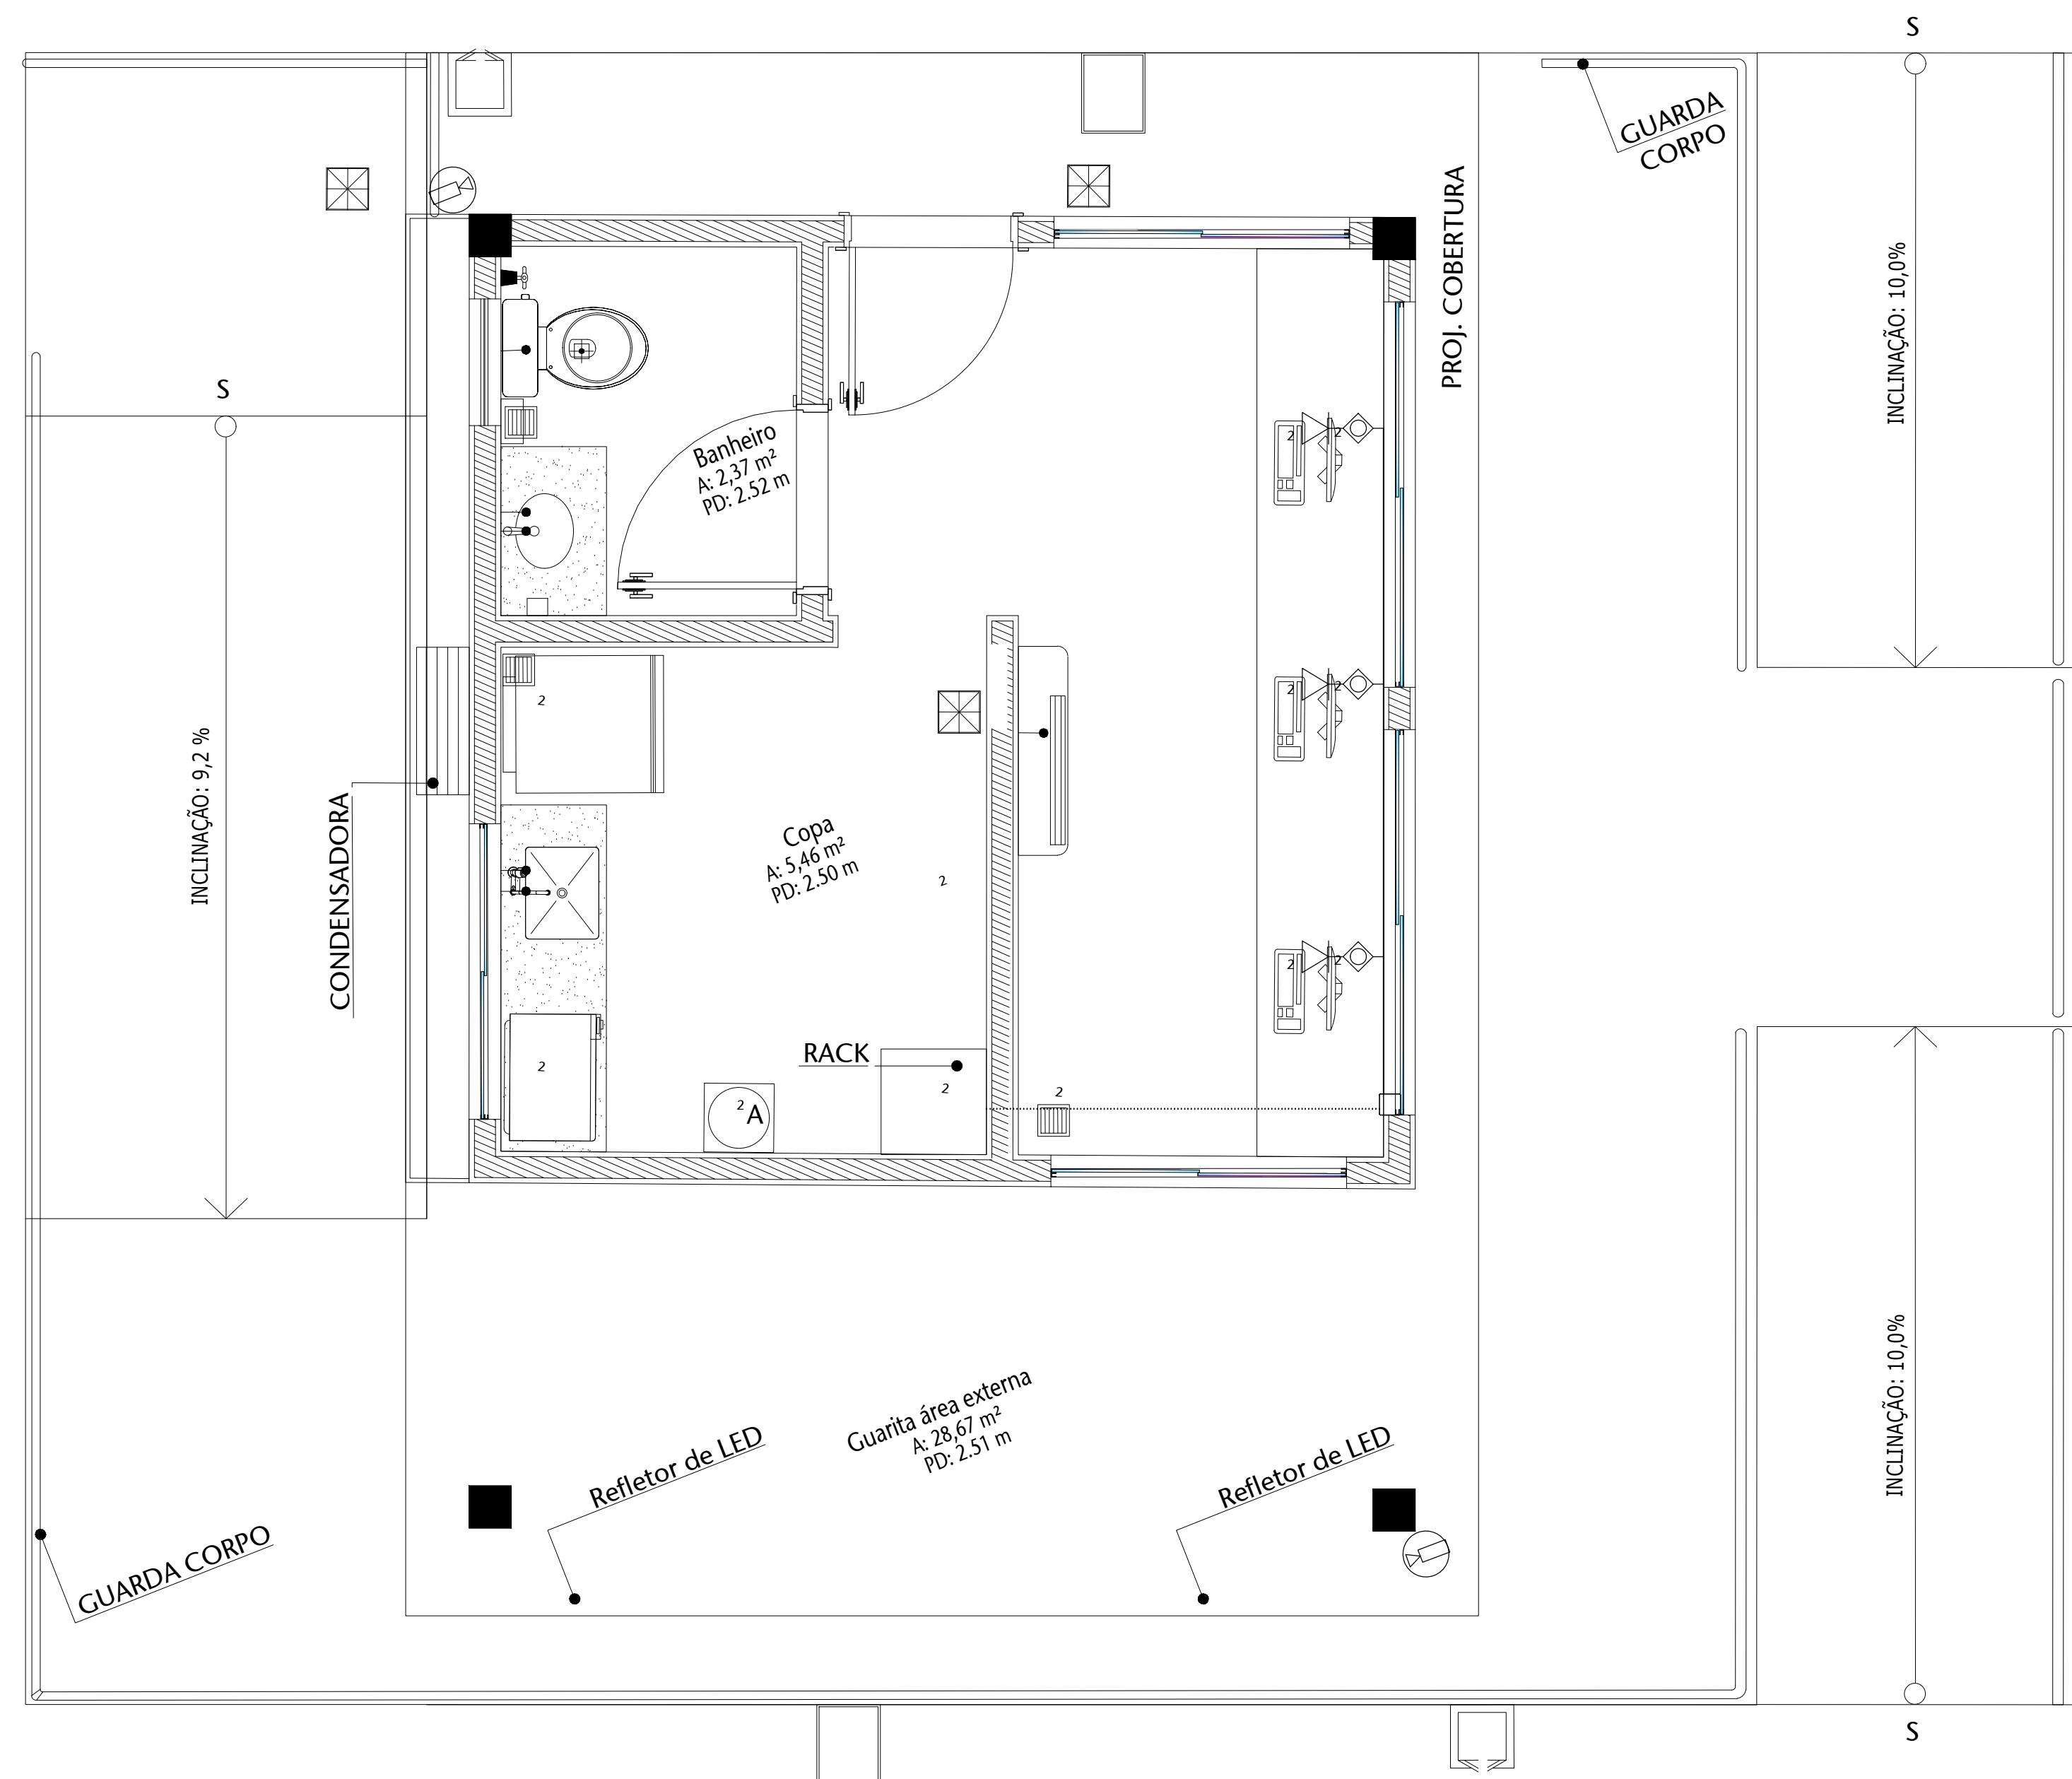 S
GUARDA
CORPO
PROJ. COBERTURA
INCLINAÇÃO: 10,0%
S
Banheiro
A: 2,37 m²
PD: 2.52 m
2
2
2
2
2
2
INCLINAÇÃO: 9,2 %
CONDENSADORA
Copa
A: 5,46 m²
PD: 2.50 m
2
2
2
RACK
2
2
2
2 A
Guarita área externa
A: 28,67 m²
PD: 2.51 m
Refletor de LED
Refletor de LED
INCLINAÇÃO: 10,0%
GUARDA CORPO
S